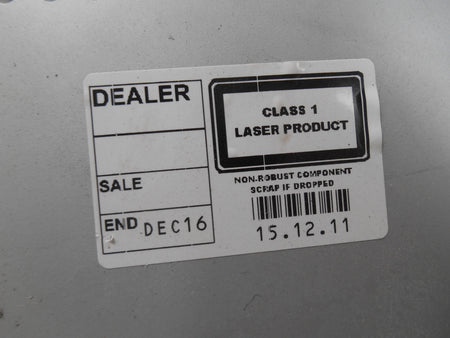 DEALER
SALE
END DEC16
CLASS 1
LASER PRODUCT
NON-ROBUST COMPONENT
SCRAP IF DROPPED
15.12.11